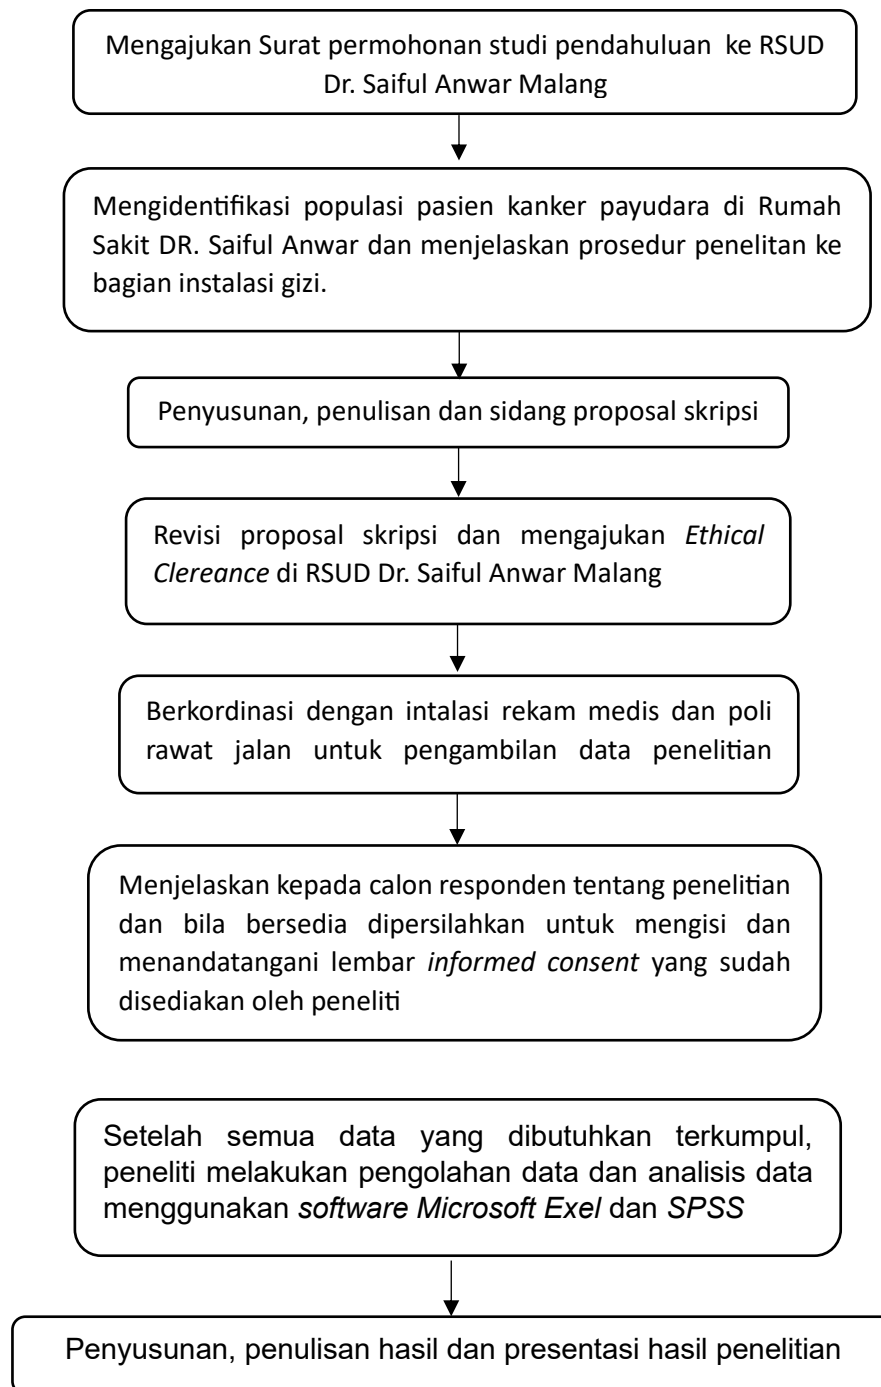 Mengajukan Surat permohonan studi pendahuluan ke RSUD
Dr. Saiful Anwar Malang
Mengidentifikasi populasi pasien kanker payudara di Rumah
Sakit DR. Saiful Anwar dan menjelaskan prosedur penelitan ke
bagian instalasi gizi.
Penyusunan, penulisan dan sidang proposal skripsi
Revisi proposal skripsi dan mengajukan Ethical
Clereance di RSUD Dr. Saiful Anwar Malang
Berkordinasi dengan intalasi rekam medis dan poli
rawat jalan untuk pengambilan data penelitian
Menjelaskan kepada calon responden tentang penelitian
dan bila bersedia dipersilahkan untuk mengisi dan
menandatangani lembar informed consent yang sudah
disediakan oleh peneliti
Setelah semua data yang dibutuhkan terkumpul,
peneliti melakukan pengolahan data dan analisis data
menggunakan software Microsoft Exel dan SPSS
Penyusunan, penulisan hasil dan presentasi hasil penelitian